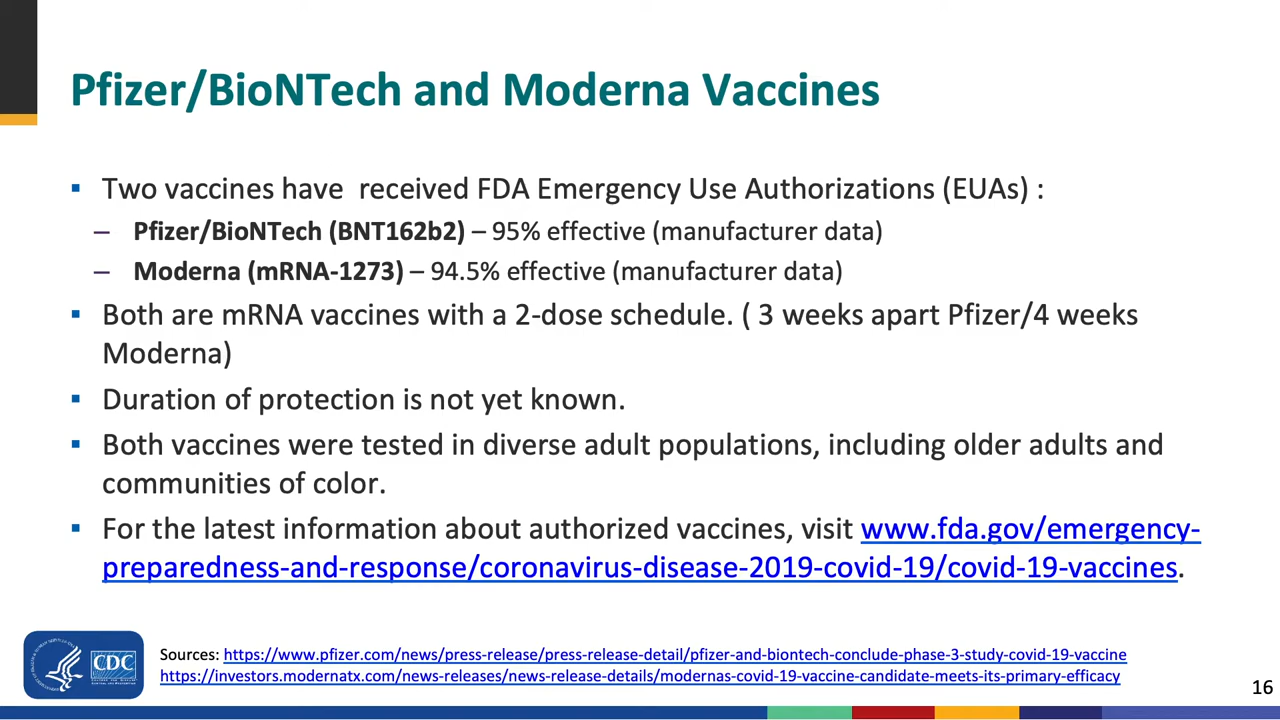 Pfizer/BioNTech and Moderna Vaccines
▪ Two vaccines have  received FDA Emergency Use Authorizations (EUAs) :
– Pfizer/BioNTech (BNT162b2) – 95% effective (manufacturer data)
– Moderna (mRNA-1273) – 94.5% effective (manufacturer data)
▪ Both are mRNA vaccines with a 2-dose schedule. ( 3 weeks apart Pfizer/4 weeks
Moderna)
▪ Duration of protection is not yet known.
▪ Both vaccines were tested in diverse adult populations, including older adults and
communities of color.
▪ For the latest information about authorized vaccines, visit www.fda.gov/emergency-
preparedness-and-response/coronavirus-disease-2019-covid-19/covid-19-vaccines.
CDC
Sources: https://www.pfizer.com/news/press-release/press-release-detail/pfizer-and-biontech-conclude-phase-3-study-covid-19-vaccine
https://investors.modernatx.com/news-releases/news-release-details/modernas-covid-19-vaccine-candidate-meets-its-primary-efficacy
16